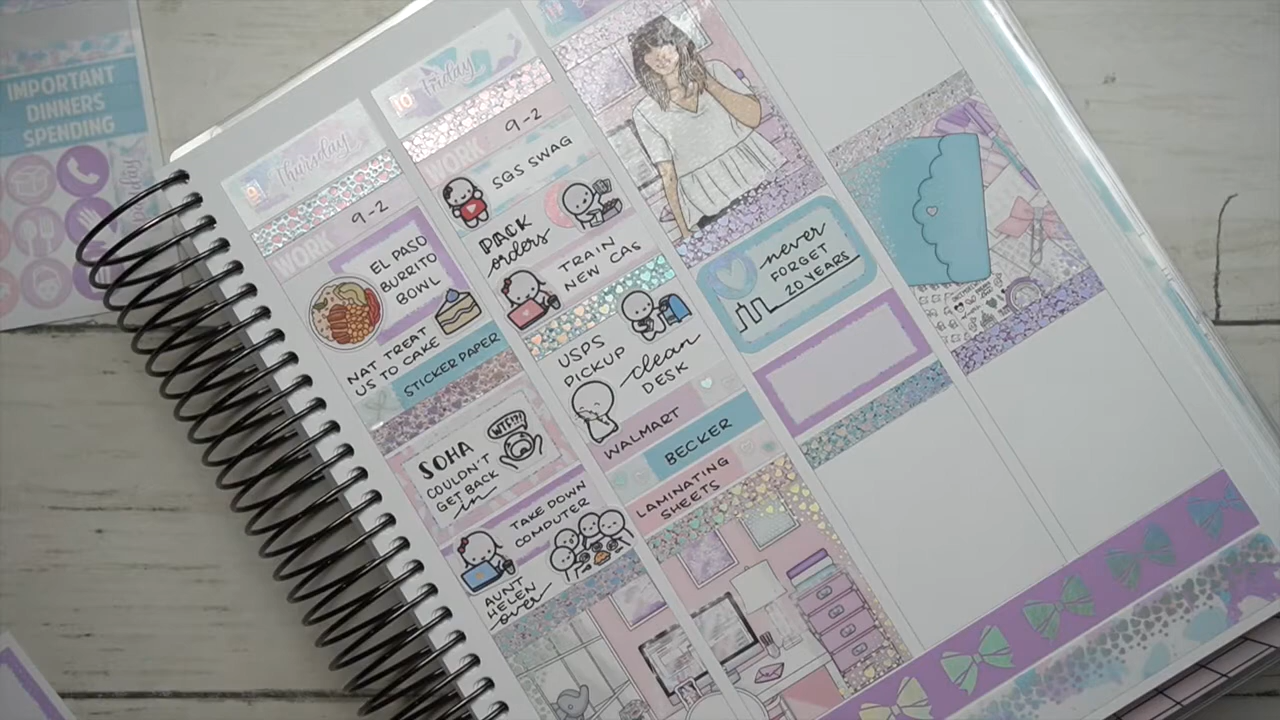 IMPORTANT
DINNERS
SPENDING
9
Thursday
9-2
WORK
EL PASO
BURRITO
BOWL
NAT TREAT
US TO CAKE
STICKER PAPER
WTF!?!
SOHA
COULDN'T
GET BACK
in
TAKE DOWN
COMPUTER
AUNT
HELEN
over
10
Friday
9-2
WORK
SGS SWAG
PACK
orders
TRAIN
NEW CAS
USPS
PICKUP
clean
DESK
WALMART
BECKER
LAMINATING
SHEETS
never
FORGET
20 YEARS